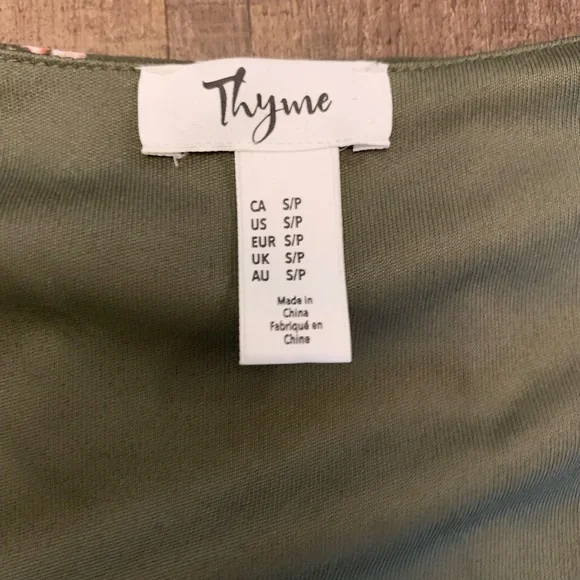 Thyme
CA S/P
US S/P
EUR S/P
UK S/P
AU S/P
Made in
China
Fabriqué en
Chine